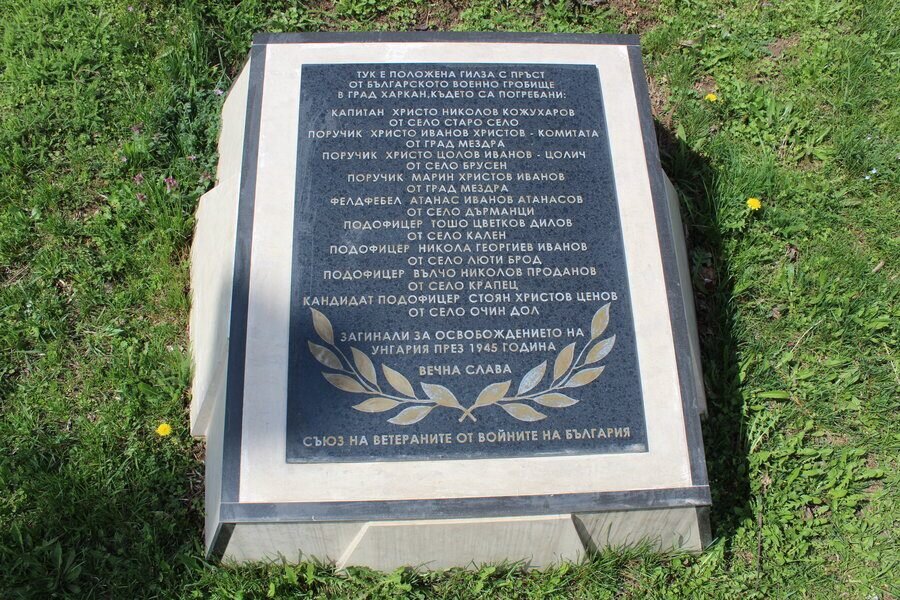 ТУК Е ПОЛОЖЕНА ГИЛЗА С ПРЪСТ
ОТ БЪЛГАРСКОТО ВОЕННО ГРОБИЩЕ
В ГРАД ХАРКАН,КЪДЕТО СА ПОГРЕБАНИ:
КАПИТАН ХРИСТО НИКОЛОВ КОЖУХАРОВ
ОТ СЕЛО СТАРО СЕЛО
ПОРУЧИК ХРИСТО ИВАНОВ ХРИСТОВ - КОМИТАТА
ОТ ГРАД МЕЗДРА
ПОРУЧИК ХРИСТО ЦОЛОВ ИВАНОВ - ЦОЛИЧ
ОТ СЕЛО БРУСЕН
ПОРУЧИК МАРИН ХРИСТОВ ИВАНОВ
ОТ ГРАД МЕЗДРА
ФЕЛДФЕБЕЛ АТАНАС ИВАНОВ АТАНАСОВ
ОТ СЕЛО ДЪРМАНЦИ
ПОДОФИЦЕР ТОШО ЦВЕТКОВ ДИЛОВ
ОТ СЕЛО КАЛЕН
ПОДОФИЦЕР НИКОЛА ГЕОРГИЕВ ИВАНОВ
ОТ СЕЛО ЛЮТИ БРОД
ПОДОФИЦЕР ВЪЛЧО НИКОЛОВ ПРОДАНОВ
ОТ СЕЛО КРАПЕЦ
КАНДИДАТ ПОДОФИЦЕР СТОЯН ХРИСТОВ ЦЕНОВ
ОТ СЕЛО ОЧИН ДОЛ
ЗАГИНАЛИ ЗА ОСВОБОЖДЕНИЕТО НА
УНГАРИЯ ПРЕЗ 1945 ГОДИНА
ВЕЧНА СЛАВА
СЪЮЗ НА ВЕТЕРАНИТЕ ОТ ВОЙНИТЕ НА БЪЛГАРИЯ